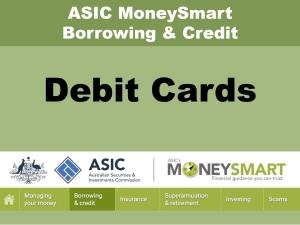 ASIC MoneySmart
Borrowing & Credit
Debit Cards
ASIC
Australian Securities &
Investments Commission
ASIC's
MONEYSMART
Financial guidance you can trust
Managing
your money
Borrowing
& credit
Insurance
Superannuation
& retirement
Investing
Scams